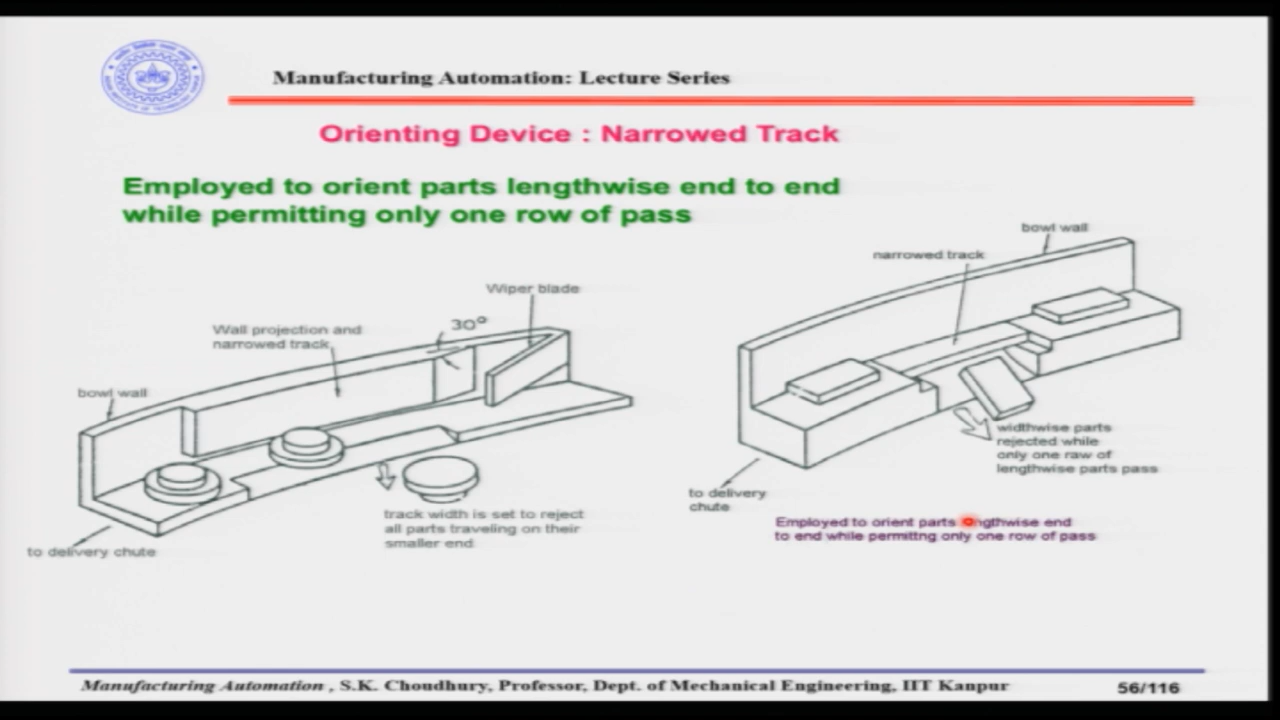 Manufacturing Automation: Lecture Series
Orienting Device : Narrowed Track
Employed to orient parts lengthwise end to end
while permitting only one row of pass
Wiper blade
30°
Wall projection and
narrowed track
bowl wall
track width is set to reject
all parts traveling on their
smaller end
to delivery chute
bowl wall
narrowed track
widthwise parts
rejected while
only one raw of
lengthwise parts pass
to delivery
chute
Employed to orient parts lengthwise end
to end while permittng only one row of pass
Manufacturing Automation , S.K. Choudhury, Professor, Dept. of Mechanical Engineering, IIT Kanpur
56/116